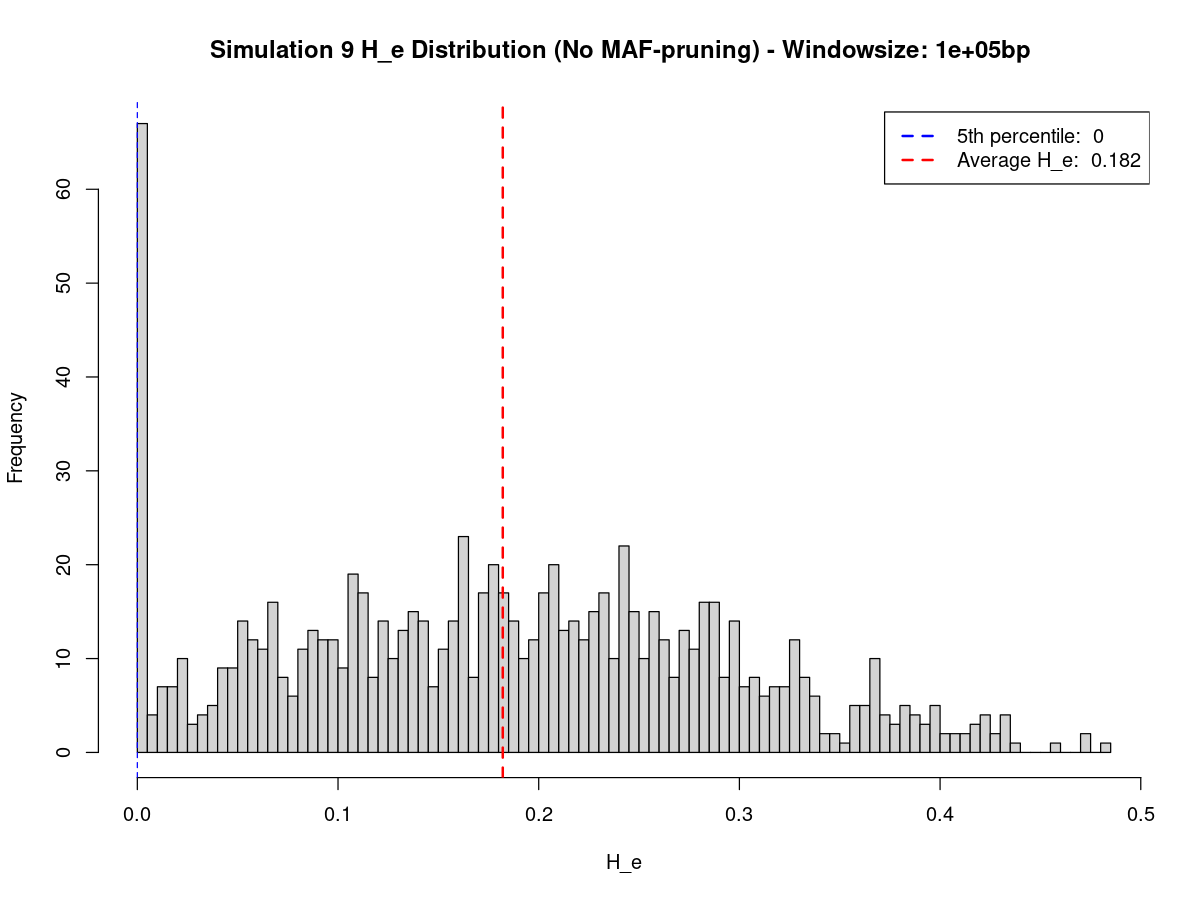 Simulation 9 H_e Distribution (No MAF-pruning) - Windowsize: 1e+05bp
5th percentile:  0
Average H_e:  0.182
Frequency
60
50
40
30
20
10
0
0.0 0.1 0.2 0.3 0.4 0.5
H_e